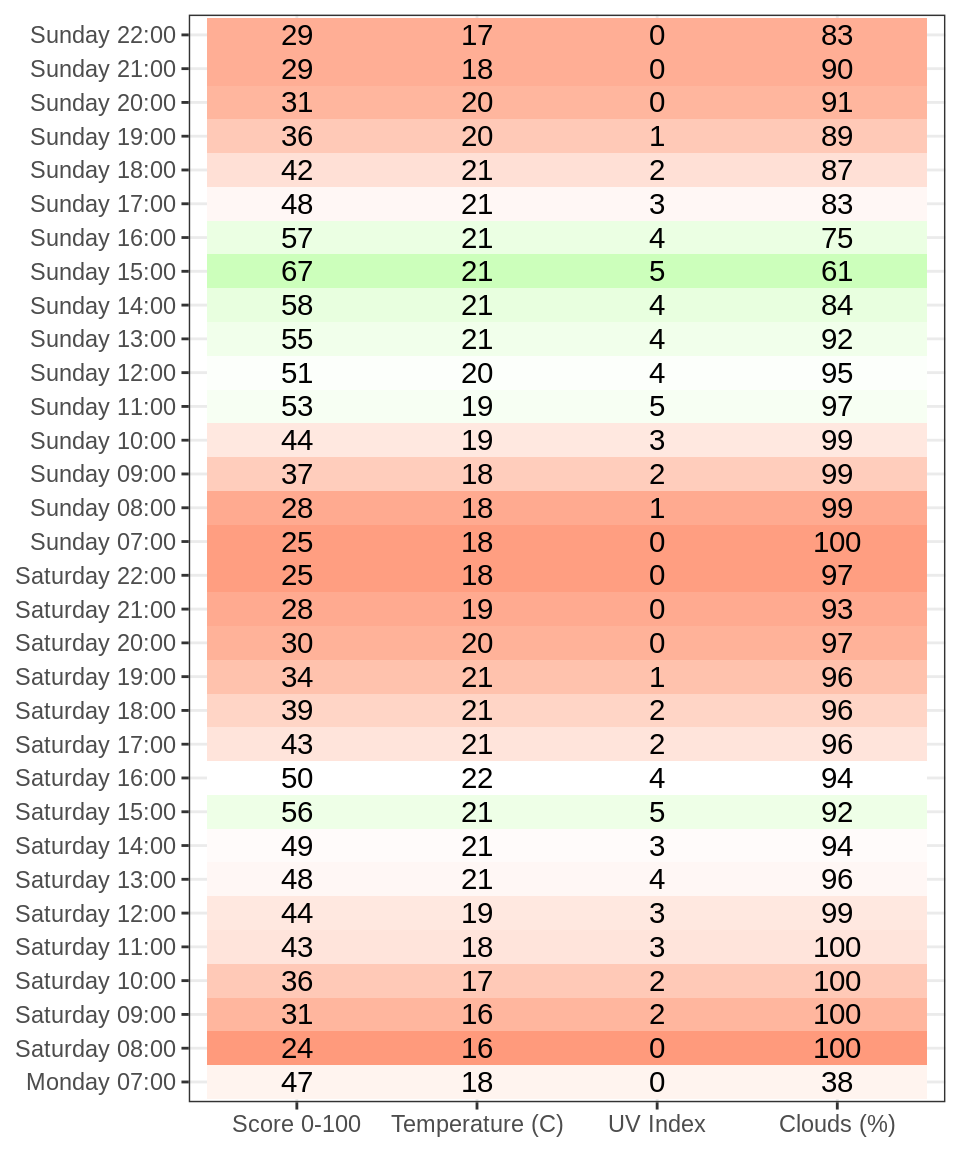 Sunday 22:00 29 17 0 83
Sunday 21:00 29 18 0 90
Sunday 20:00 31 20 0 91
Sunday 19:00 36 20 1 89
Sunday 18:00 42 21 2 87
Sunday 17:00 48 21 3 83
Sunday 16:00 57 21 4 75
Sunday 15:00 67 21 5 61
Sunday 14:00 58 21 4 84
Sunday 13:00 55 21 4 92
Sunday 12:00 51 20 4 95
Sunday 11:00 53 19 5 97
Sunday 10:00 44 19 3 99
Sunday 09:00 37 18 2 99
Sunday 08:00 28 18 1 99
Sunday 07:00 25 18 0 100
Saturday 22:00 25 18 0 97
Saturday 21:00 28 19 0 93
Saturday 20:00 30 20 0 97
Saturday 19:00 34 21 1 96
Saturday 18:00 39 21 2 96
Saturday 17:00 43 21 2 96
Saturday 16:00 50 22 4 94
Saturday 15:00 56 21 5 92
Saturday 14:00 49 21 3 94
Saturday 13:00 48 21 4 96
Saturday 12:00 44 19 3 99
Saturday 11:00 43 18 3 100
Saturday 10:00 36 17 2 100
Saturday 09:00 31 16 2 100
Saturday 08:00 24 16 0 100
Monday 07:00 47 18 0 38
Score 0-100 Temperature (C) UV Index Clouds (%)